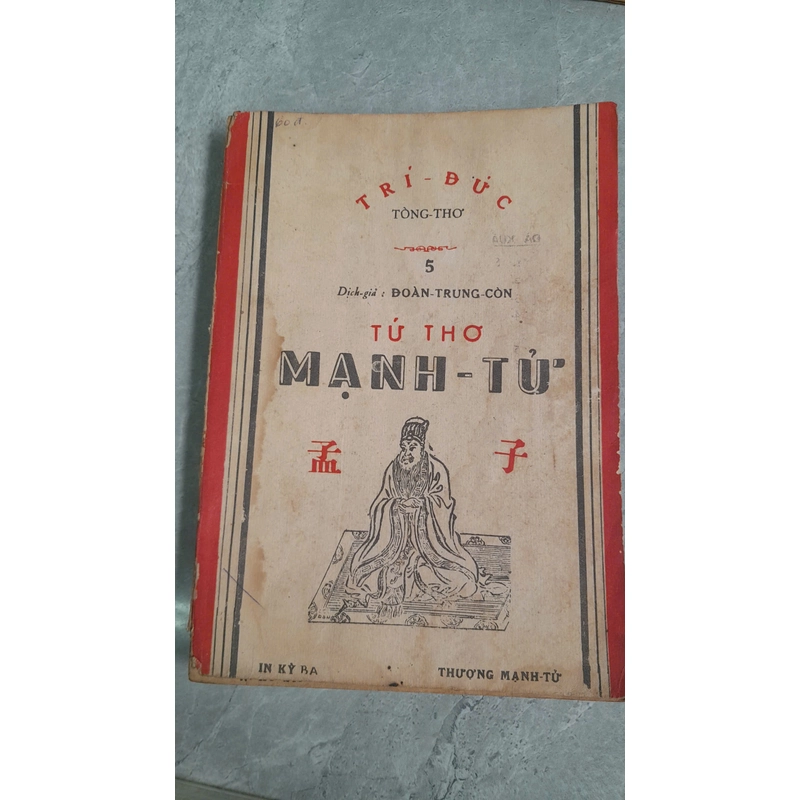 60đ
TRÍ-ĐỨC
TÒNG-THƠ
5
Dịch-giả : ĐOÀN-TRUNG-CÒN
TỨ THƠ
MẠNH-TỬ
孟 子
IN KỲ BA
THƯỢNG MẠNH-TỬ